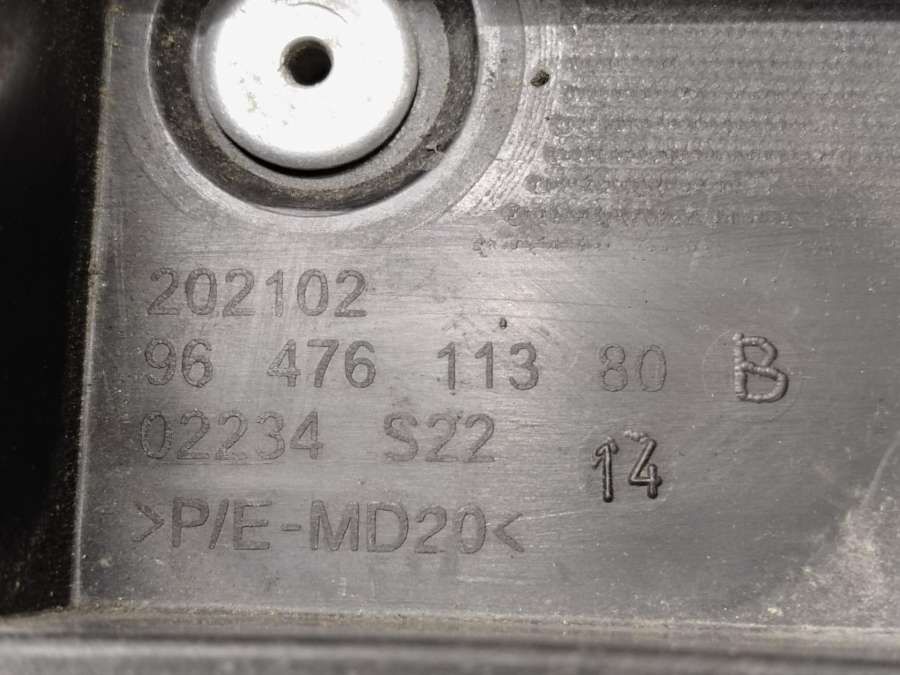 202102
96 476 113 80 B
02234 S22 14
>P/E-MD20<